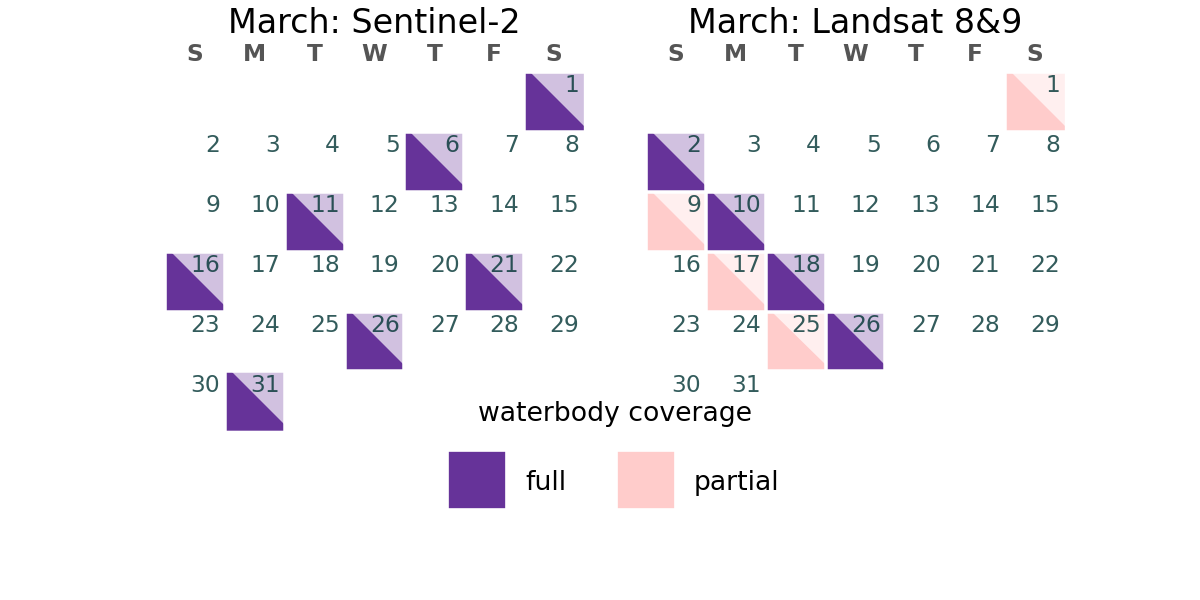 March: Sentinel-2
S M T W T F S
1
2 3 4 5 6 7 8
9 10 11 12 13 14 15
16 17 18 19 20 21 22
23 24 25 26 27 28 29
30 31
March: Landsat 8&9
S M T W T F S
1
2 3 4 5 6 7 8
9 10 11 12 13 14 15
16 17 18 19 20 21 22
23 24 25 26 27 28 29
30 31
waterbody coverage
full
partial